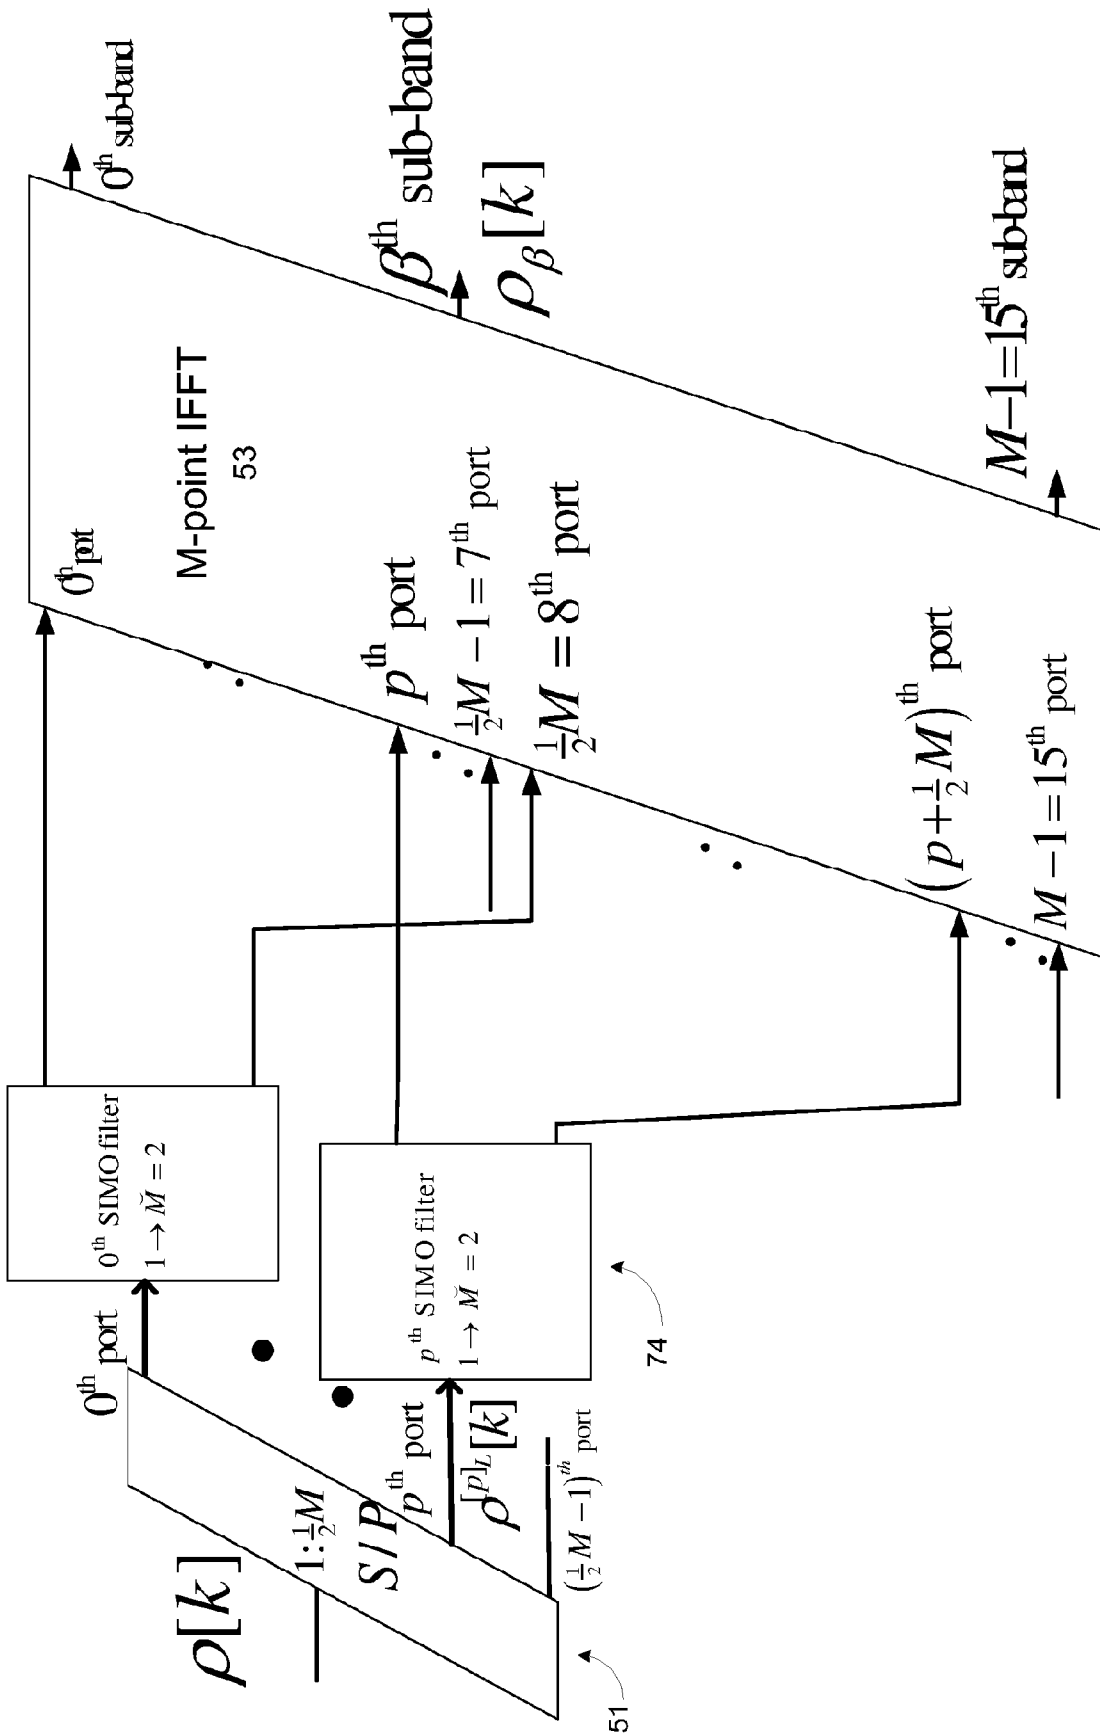 ρ[k]
1:½M
S/P
51
0th port
pth port
ρ[p]L[k]
(½M −1)th port
0th SIMO filter
1→M̆ = 2
pth SIMO filter
1→M̆ = 2
74
0th port
pth port
½M −1 = 7th port
½M = 8th port
(p+½M)th port
M −1=15th port
M-point IFFT
53
0th sub-band
βth sub-band
ρβ[k]
M−1=15th sub-band